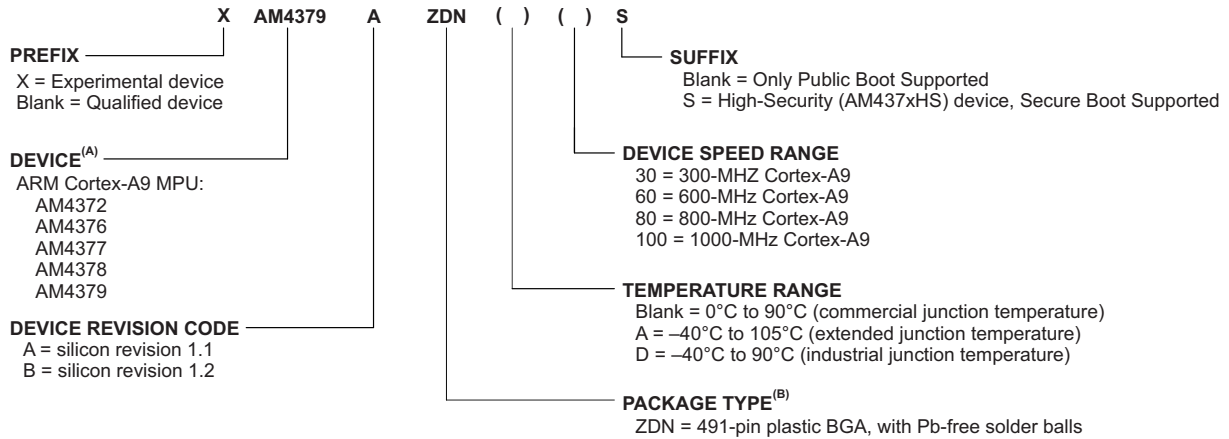 X AM4379 A ZDN ( ) ( ) S
PREFIX
X = Experimental device
Blank = Qualified device
DEVICE(A)
ARM Cortex-A9 MPU:
AM4372
AM4376
AM4377
AM4378
AM4379
DEVICE REVISION CODE
A = silicon revision 1.1
B = silicon revision 1.2
SUFFIX
Blank = Only Public Boot Supported
S = High-Security (AM437xHS) device, Secure Boot Supported
DEVICE SPEED RANGE
30 = 300-MHZ Cortex-A9
60 = 600-MHz Cortex-A9
80 = 800-MHz Cortex-A9
100 = 1000-MHz Cortex-A9
TEMPERATURE RANGE
Blank = 0°C to 90°C (commercial junction temperature)
A = –40°C to 105°C (extended junction temperature)
D = –40°C to 90°C (industrial junction temperature)
PACKAGE TYPE(B)
ZDN = 491-pin plastic BGA, with Pb-free solder balls